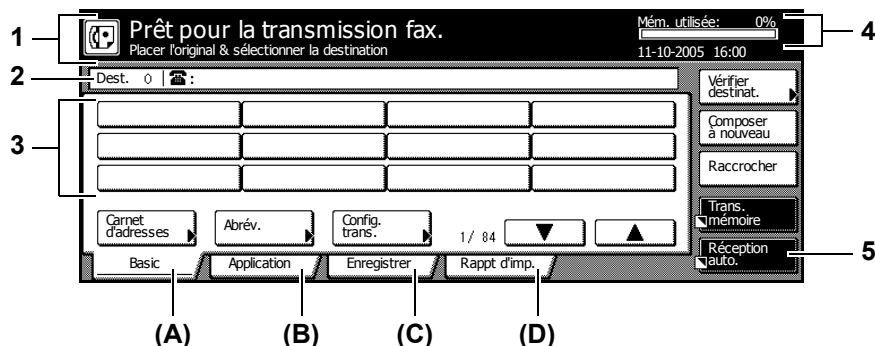 1
Prêt pour la transmission fax.
Placer l'original & sélectionner la destination
Mém. utilisée: 0%
11-10-2005 16:00
4
2
Dest. 0 ☎:
3
Vérifier
destinat.
Composer
à nouveau
Raccrocher
Trans.
mémoire
Réception
auto.
5
Carnet
d'adresses
Abrév.
Config.
trans.
1/ 84 ▼ ▲
Basic Application Enregistrer Rappt d'imp.
(A) (B) (C) (D)